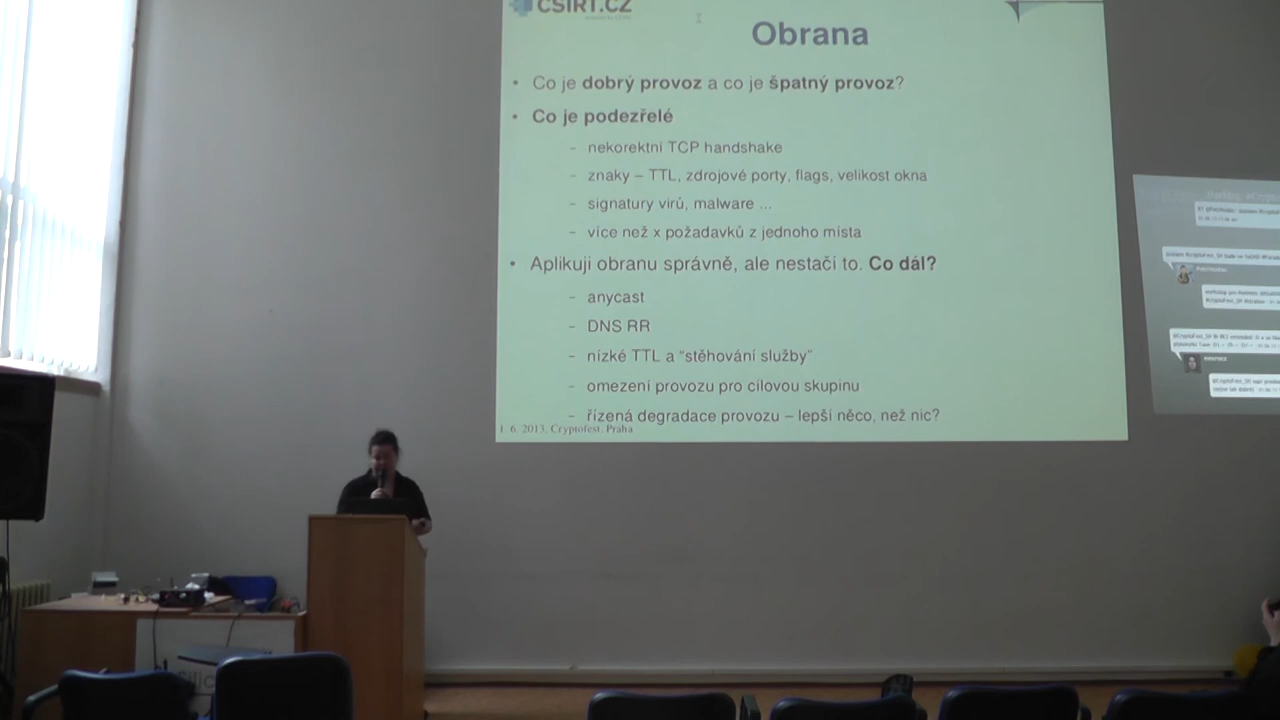 CSIRT.CZ
Obrana
• Co je dobrý provoz a co je špatný provoz?
• Co je podezřelé
– nekorektní TCP handshake
– znaky – TTL, zdrojové porty, flags, velikost okna
– signatury virů, malware ...
– více než x požadavků z jednoho místa
• Aplikuji obranu správně, ale nestačí to. Co dál?
– anycast
– DNS RR
– nízké TTL a "stěhování služby"
– omezení provozu pro cílovou skupinu
– řízená degradace provozu – lepší něco, než nic?
1. 6. 2013, Cryptofest, Praha